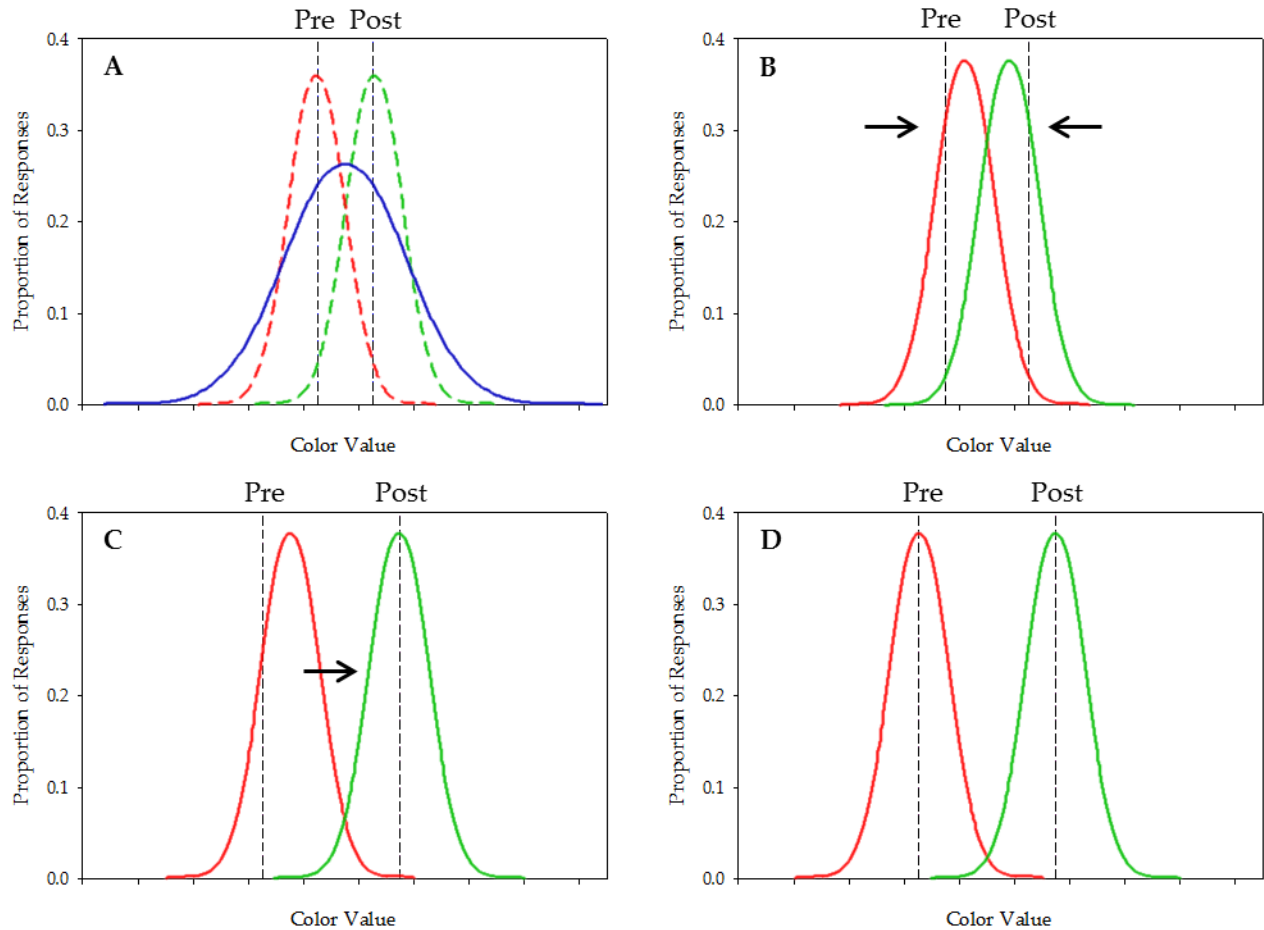 Pre Post
A
0.4
0.3
0.2
0.1
0.0
Proportion of Responses
Color Value
Pre Post
B
0.4
0.3
0.2
0.1
0.0
Proportion of Responses
Color Value
Pre Post
C
0.4
0.3
0.2
0.1
0.0
Proportion of Responses
Color Value
Pre Post
D
0.4
0.3
0.2
0.1
0.0
Proportion of Responses
Color Value